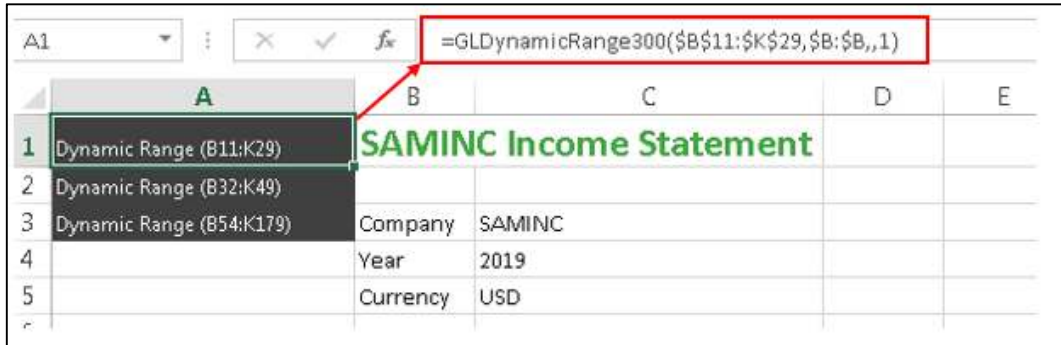 A1 fx =GLDynamicRange300($B$11:$K$29,$B:$B,,1)
A B C D E
1 Dynamic Range (B11:K29) SAMINC Income Statement
2 Dynamic Range (B32:K49)
3 Dynamic Range (B54:K179) Company SAMINC
4 Year 2019
5 Currency USD